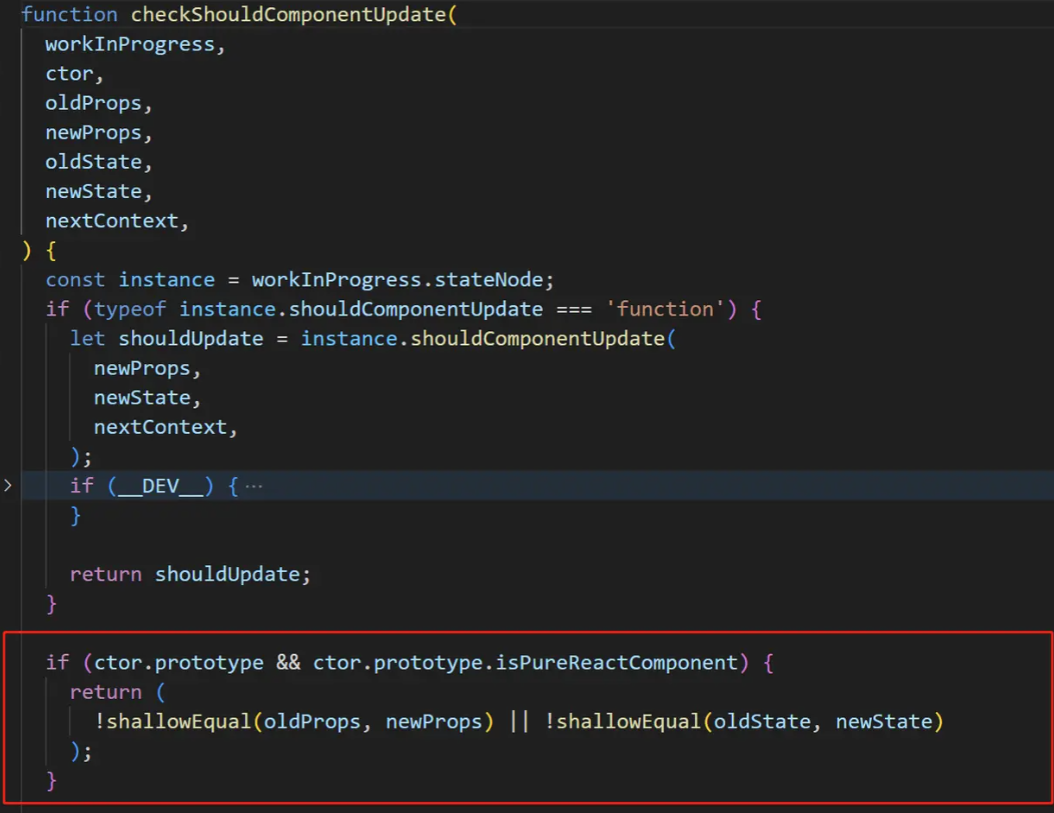 function checkShouldComponentUpdate(
  workInProgress,
  ctor,
  oldProps,
  newProps,
  oldState,
  newState,
  nextContext,
) {
  const instance = workInProgress.stateNode;
  if (typeof instance.shouldComponentUpdate === 'function') {
    let shouldUpdate = instance.shouldComponentUpdate(
      newProps,
      newState,
      nextContext,
    );
    if (__DEV__) {···
    }

    return shouldUpdate;
  }

  if (ctor.prototype && ctor.prototype.isPureReactComponent) {
    return (
      !shallowEqual(oldProps, newProps) || !shallowEqual(oldState, newState)
    );
  }